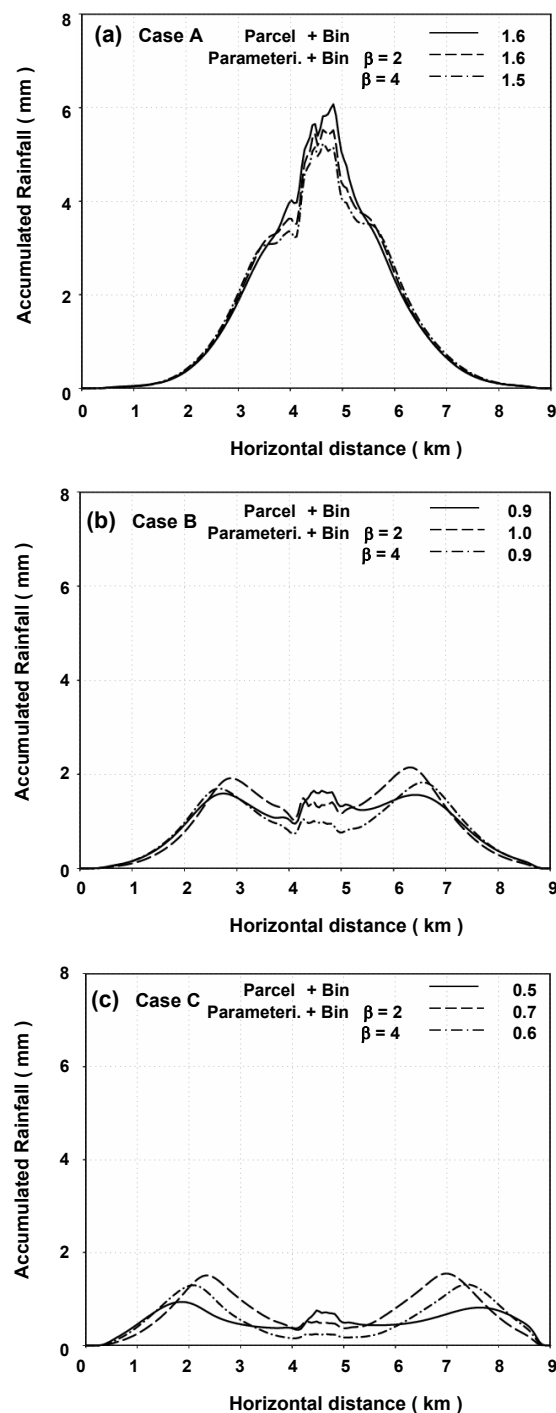 (a) Case A
Parcel + Bin 1.6
Parameteri. + Bin β = 2 1.6
β = 4 1.5
8
6
4
2
0
Accumulated Rainfall ( mm )
0 1 2 3 4 5 6 7 8 9
Horizontal distance ( km )
(b) Case B
Parcel + Bin 0.9
Parameteri. + Bin β = 2 1.0
β = 4 0.9
8
6
4
2
0
Accumulated Rainfall ( mm )
0 1 2 3 4 5 6 7 8 9
Horizontal distance ( km )
(c) Case C
Parcel + Bin 0.5
Parameteri. + Bin β = 2 0.7
β = 4 0.6
8
6
4
2
0
Accumulated Rainfall ( mm )
0 1 2 3 4 5 6 7 8 9
Horizontal distance ( km )